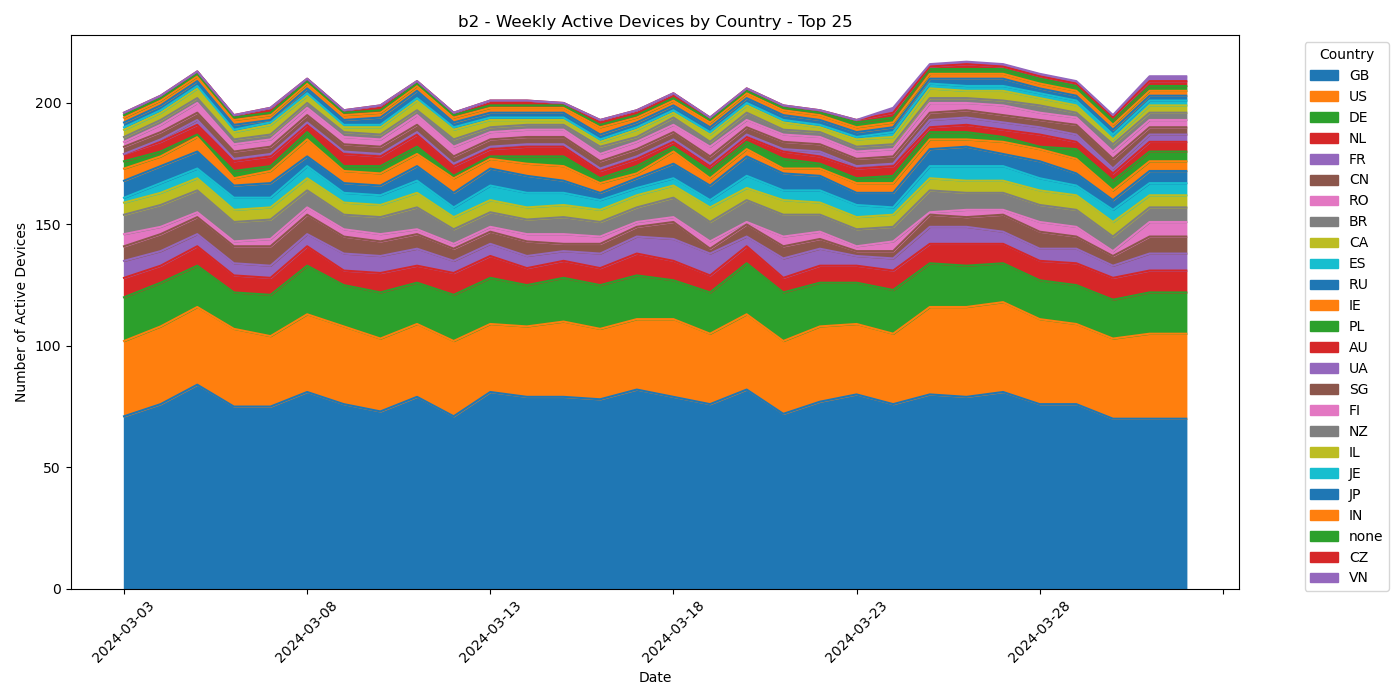 b2 - Weekly Active Devices by Country - Top 25
Number of Active Devices
200
150
100
50
0
2024-03-03
2024-03-08
2024-03-13
2024-03-18
2024-03-23
2024-03-28
Date
Country
GB
US
DE
NL
FR
CN
RO
BR
CA
ES
RU
IE
PL
AU
UA
SG
FI
NZ
IL
JE
JP
IN
none
CZ
VN